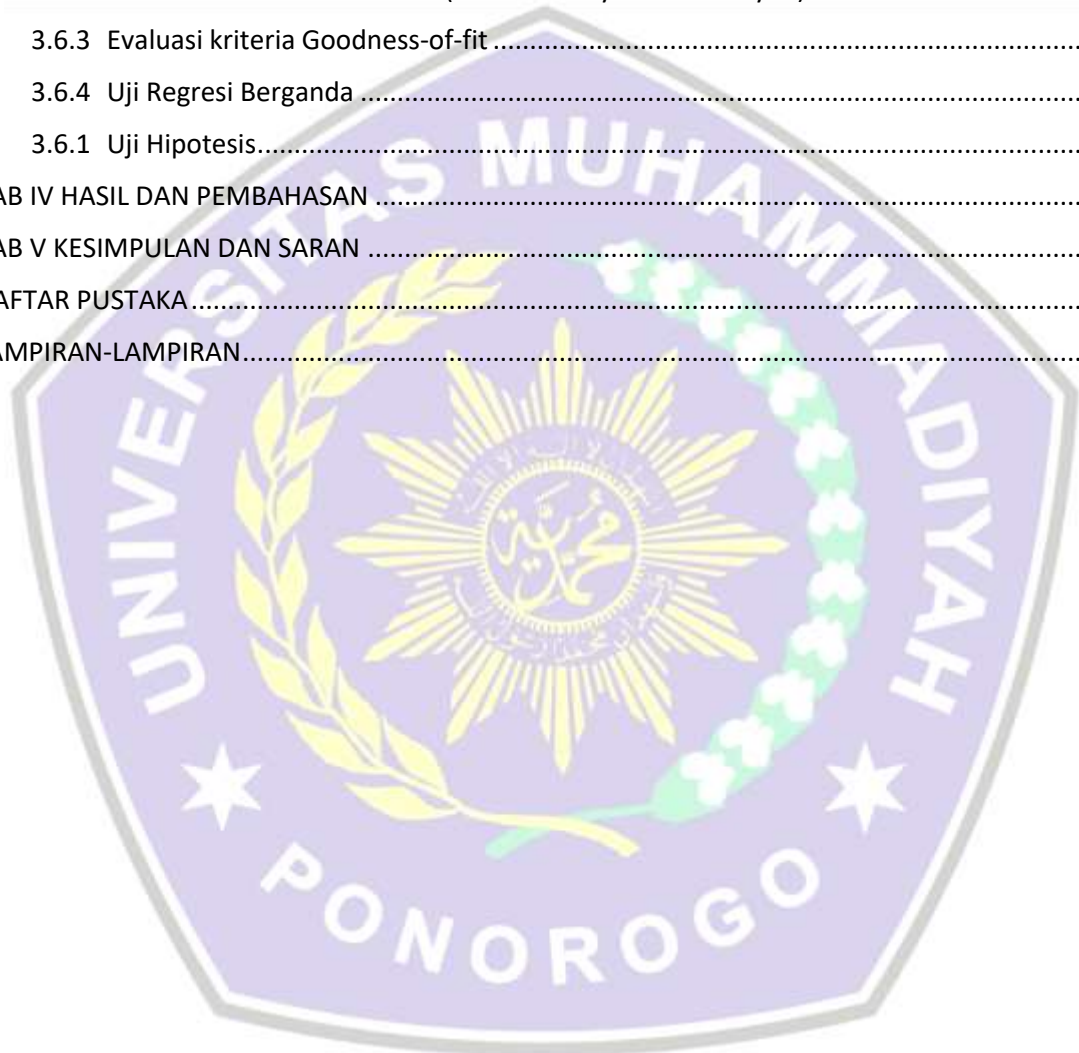 3.6.3 Evaluasi kriteria Goodness-of-fit ........................................................................................
3.6.4 Uji Regresi Berganda ........................................................................................................
3.6.1 Uji Hipotesis......................................................................................................................
AB IV HASIL DAN PEMBAHASAN ...............................................................................................
AB V KESIMPULAN DAN SARAN ................................................................................................
AFTAR PUSTAKA.........................................................................................................................
AMPIRAN-LAMPIRAN..................................................................................................................
UNIVERSITAS MUHAMMADIYAH
PONOROGO
محمدية